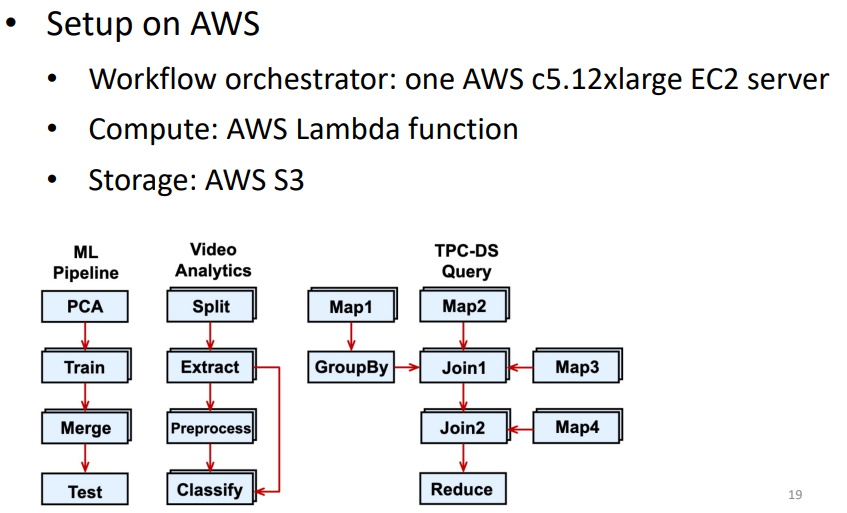 • Setup on AWS
• Workflow orchestrator: one AWS c5.12xlarge EC2 server
• Compute: AWS Lambda function
• Storage: AWS S3
ML
Pipeline
PCA
Train
Merge
Test
Video
Analytics
Split
Extract
Preprocess
Classify
TPC-DS
Query
Map1
Map2
GroupBy
Join1
Map3
Join2
Map4
Reduce
19